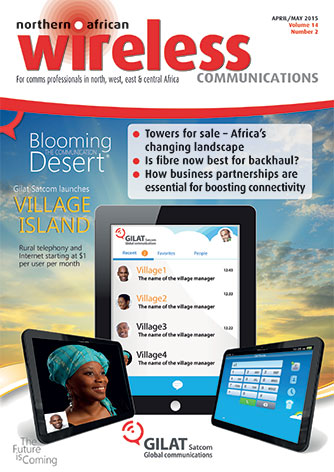 northern african
wireless
COMMUNICATIONS
APRIL/MAY 2015
Volume 14
Number 2
For comms professionals in north, west, east & central Africa
Blooming
THE COMMUNICATION
Desert
Gilat Satcom launches
VILLAGE
ISLAND
Rural telephony and
Internet starting at $1
per user per month
• Towers for sale – Africa's
changing landscape
• Is fibre now best for backhaul?
• How business partnerships are
essential for boosting connectivity
GILAT Satcom
Global communications
Recent
Favorites
People
Village1
12:43
The name of the village manager
Village2
The name of the village manager
Village3
The name of the village manager
Village4
The name of the village manager
The
Future
is Coming
GILAT Satcom
Global communications